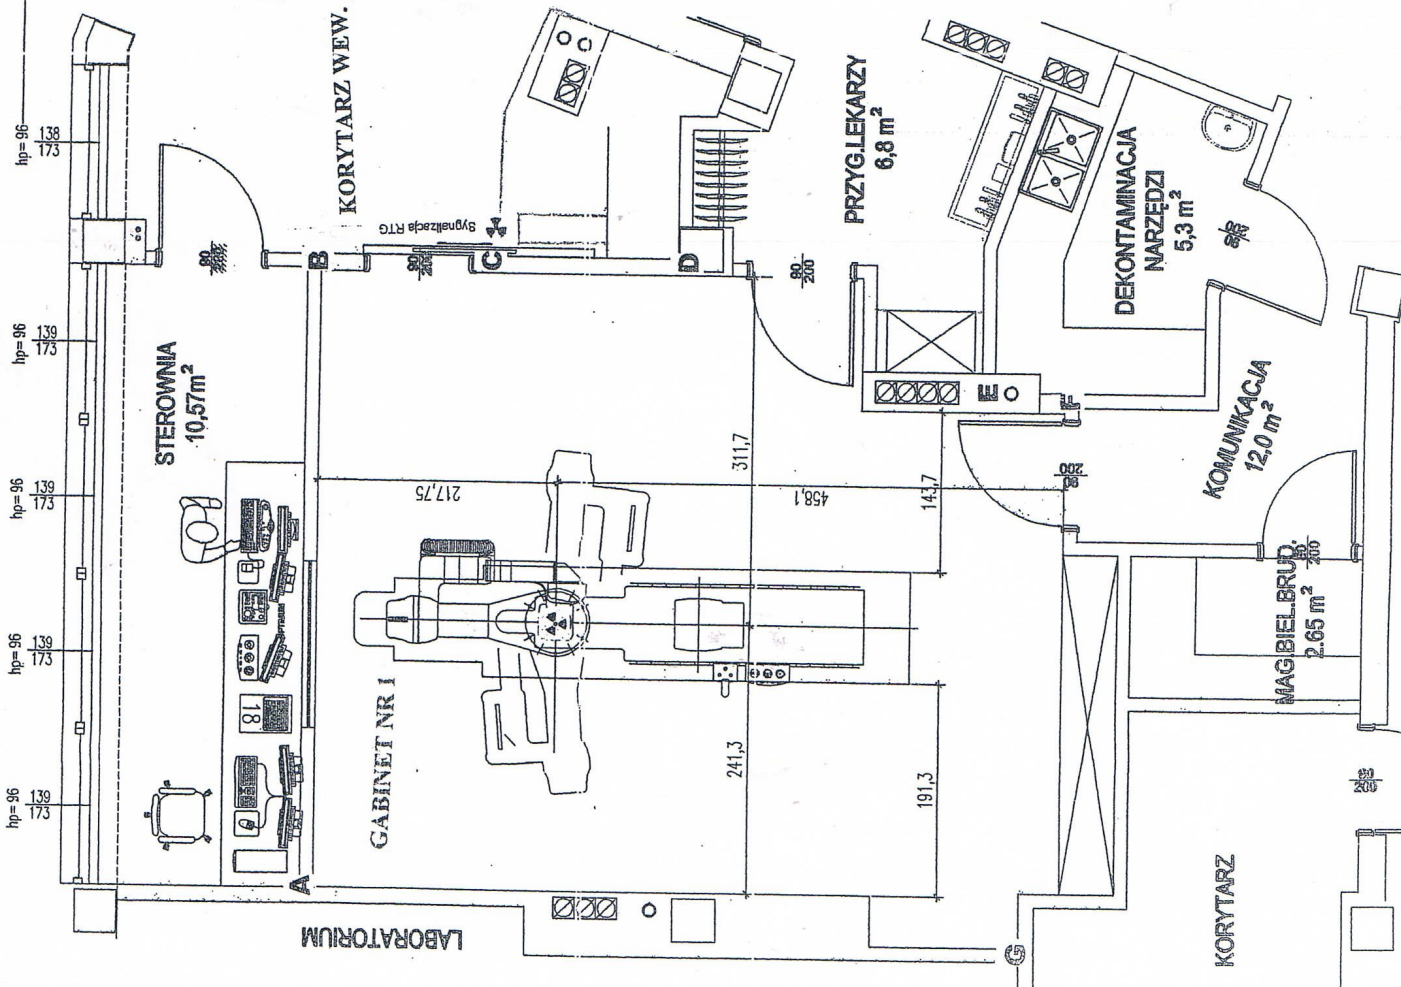 hp= 96
138
173
hp= 96
139
173
hp= 96
139
173
hp= 96
139
173
hp= 96
139
173
KORYTARZ WEW.
Sygnalizacja RTG
STEROWNIA
10,57m²
18
A
B
C
D
E
F
G
90
200
90
200
PRZYG.LEKARZY
6,8 m²
DEKONTAMINACJA
NARZĘDZI
5,3 m²
KOMUNIKACJA
12,0 m²
90
200
MAG.BIEL.BRUD.
2.65 m²
90
200
90
200
GABINET NR 1
217,75
311,7
458,1
143,7
241,3
191,3
LABORATORIUM
KORYTARZ